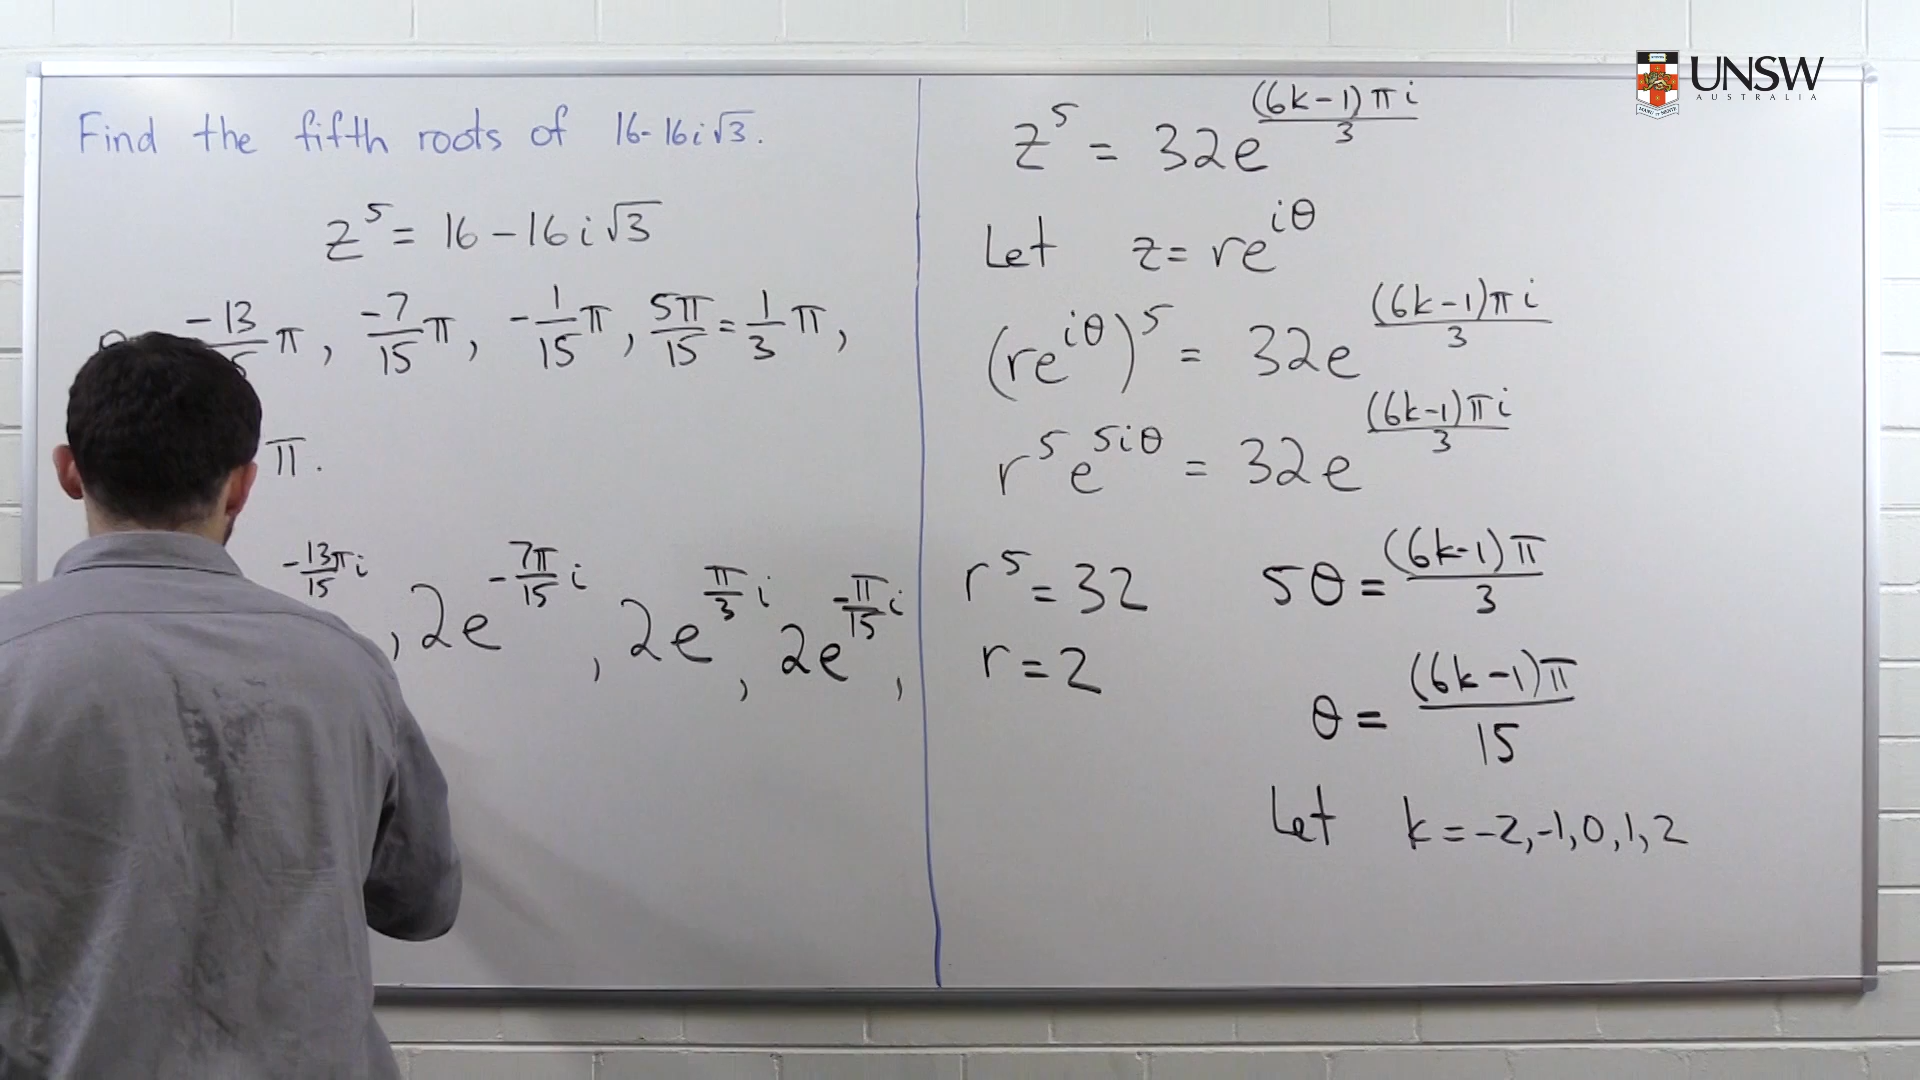 Find the fifth roots of 16-16i√3.
z⁵ = 16 - 16i√3
-13/15 π, -7/15 π, -1/15 π, 5π/15 = 1/3 π,
π.
-13π/15 i, 2e^(-7π/15 i), 2e^(π/3 i), 2e^(-π/15 i),
z⁵ = 32e^((6k-1)πi/3)
Let z = re^(iθ)
(re^(iθ))⁵ = 32e^((6k-1)πi/3)
r⁵e^(5iθ) = 32e^((6k-1)πi/3)
r⁵ = 32 5θ = (6k-1)π/3
r = 2
θ = (6k-1)π/15
Let k = -2, -1, 0, 1, 2
UNSW
AUSTRALIA